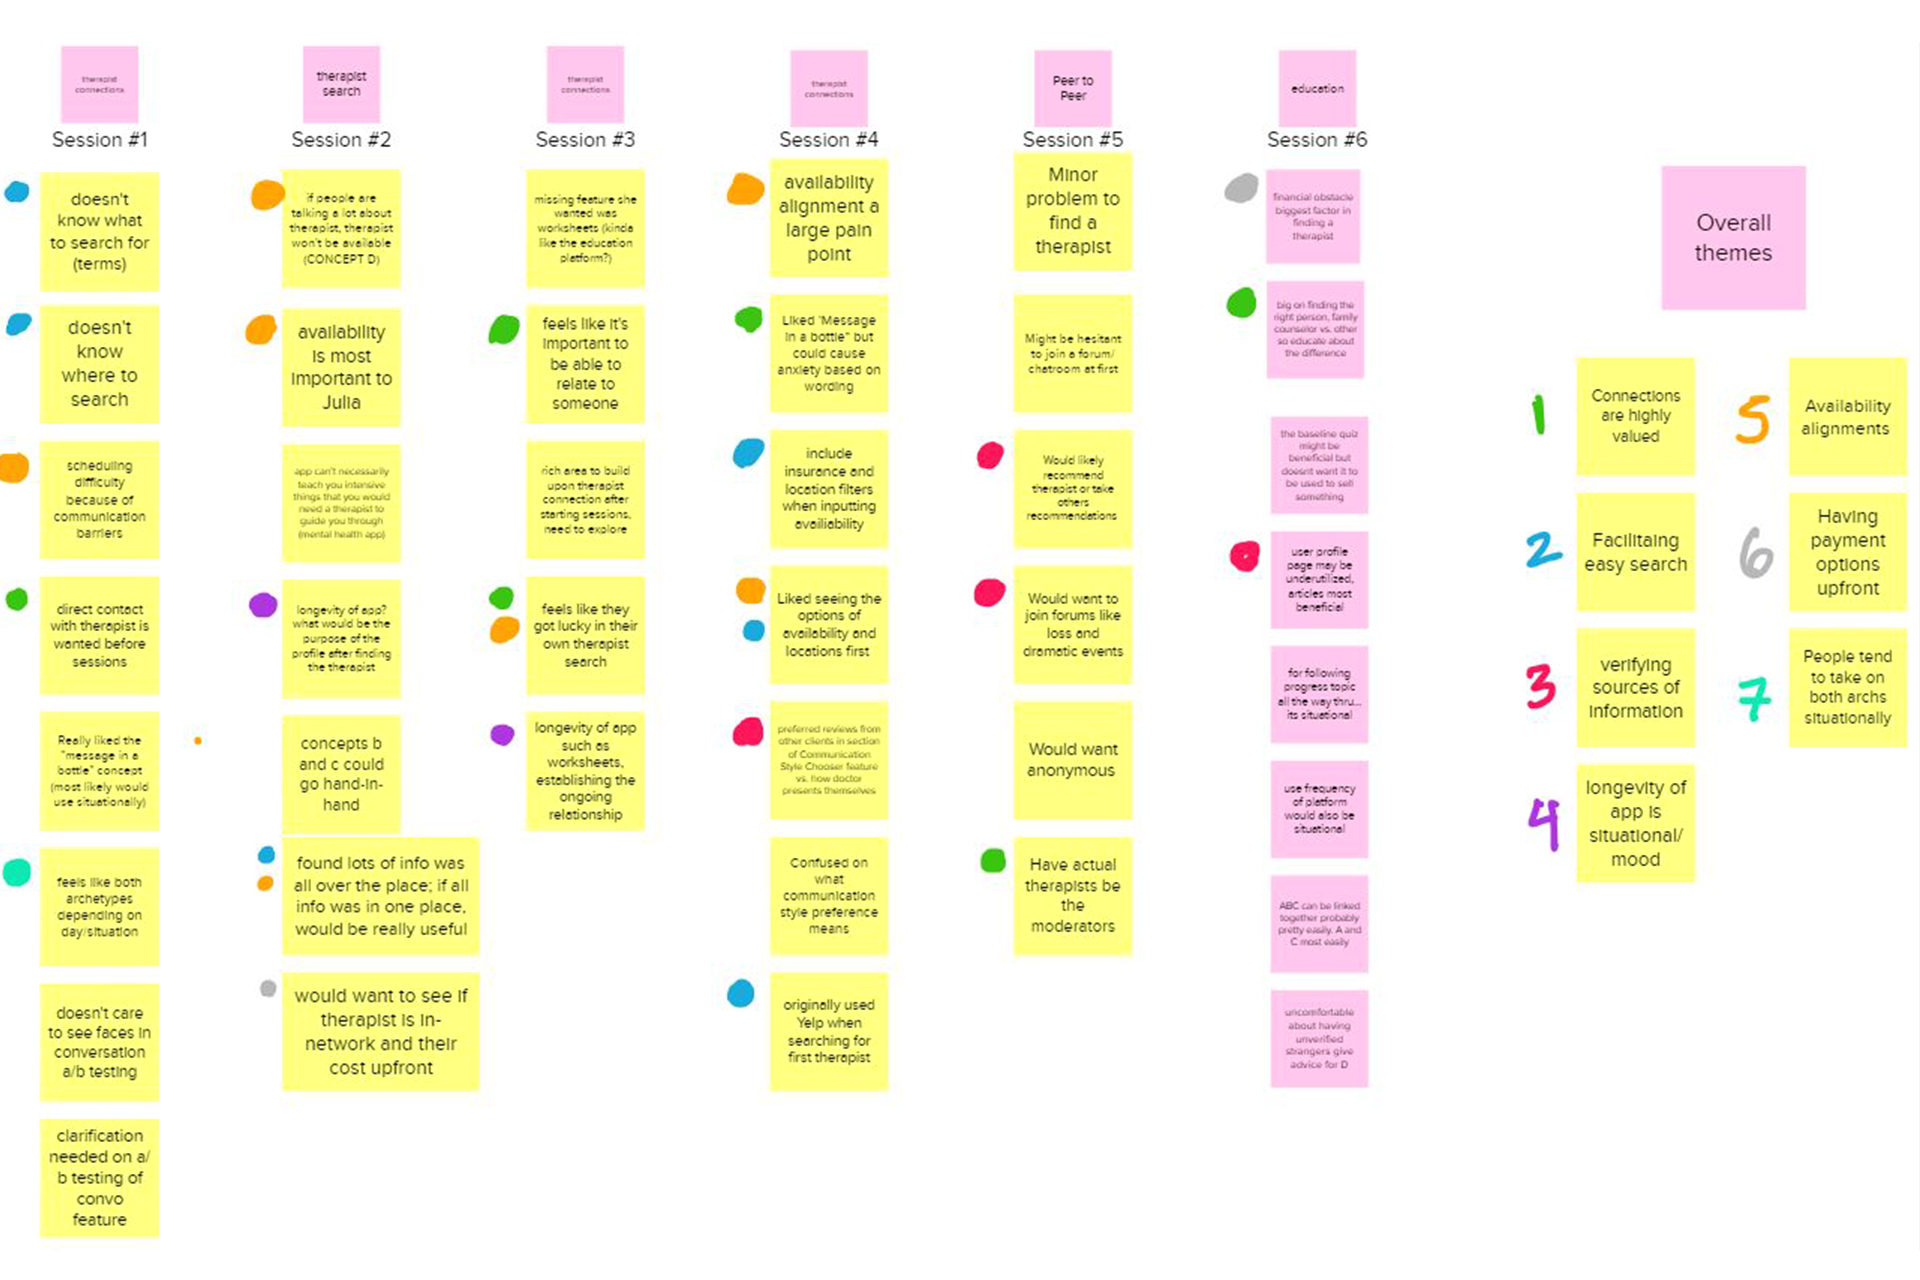 therapist
connections
Session #1
doesn't
know what
to search for
(terms)
doesn't
know
where to
search
scheduling
difficulty
because of
communication
barriers
direct contact
with therapist is
wanted before
sessions
Really liked the
"message in a
bottle" concept
(most likely would
use situationally)
feels like both
archetypes
depending on
day/situation
doesn't care
to see faces in
conversation
a/b testing
clarification
needed on a/
b testing of
convo
feature
therapist
search
Session #2
if people are
talking a lot about
therapist, therapist
won't be available
(CONCEPT D)
availability
is most
important to
Julia
app can't necessarily
teach you intensive
things that you would
need a therapist to
guide you through
(mental health app)
longevity of app?
what would be the
purpose of the
profile after finding
the therapist
concepts b
and c could
go hand-in-
hand
found lots of info was
all over the place; if all
info was in one place,
would be really useful
would want to see if
therapist is in-
network and their
cost upfront
therapist
connections
Session #3
missing feature she
wanted was
worksheets (kinda
like the education
platform?)
feels like it's
important to
be able to
relate to
someone
rich area to build
upon therapist
connection after
starting sessions,
need to explore
feels like they
got lucky in their
own therapist
search
longevity of app
such as
worksheets,
establishing the
ongoing
relationship
therapist
connections
Session #4
availability
alignment a
large pain
point
Liked 'Message
in a bottle" but
could cause
anxiety based on
wording
include
insurance and
location filters
when inputting
availiability
Liked seeing the
options of
availability and
locations first
preferred reviews from
other clients in section
of Communication
Style Chooser feature
vs. how doctor
presents themselves
Confused on
what
communication
style preference
means
originally used
Yelp when
searching for
first therapist
Peer to
Peer
Session #5
Minor
problem to
find a
therapist
Might be hesitant
to join a forum/
chatroom at first
Would likely
recommend
therapist or take
others
recommendations
Would want to
join forums like
loss and
dramatic events
Would want
anonymous
Have actual
therapists be
the
moderators
education
Session #6
financial obstacle
biggest factor in
finding a
therapist
big on finding the
right person, family
counselor vs. other
so educate about
the difference
the baseline quiz
might be
beneficial but
doesnt want it to
be used to sell
something
user profile
page may be
underutilized,
articles most
beneficial
for following
progress topic
all the way thru...
its situational
use frequency
of platform
would also be
situational
ABC can be linked
together probably
pretty easily. A and
C most easily
uncomfortable
about having
unverified
strangers give
advice for D
Overall
themes
1
Connections
are highly
valued
2
Facilitaing
easy search
3
verifying
sources of
information
4
longevity of
app is
situational/
mood
5
Availability
alignments
6
Having
payment
options
upfront
7
People tend
to take on
both archs
situationally